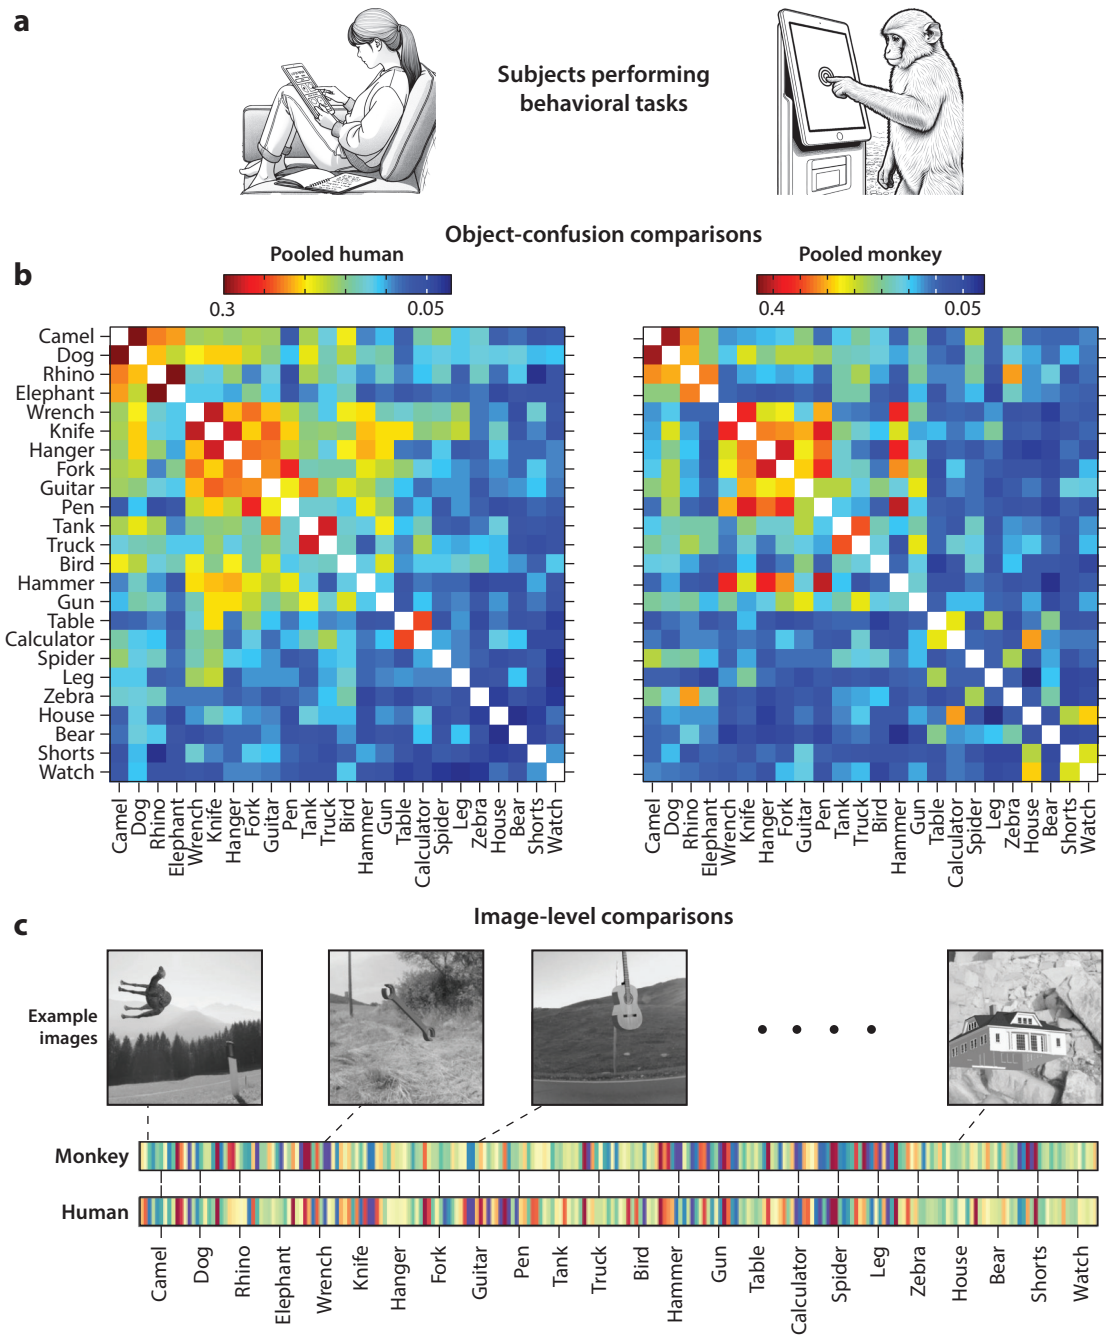 a
Subjects performing
behavioral tasks
Object-confusion comparisons
b
Pooled human
Pooled monkey
0.3
0.05
0.4
0.05
Camel
Dog
Rhino
Elephant
Wrench
Knife
Hanger
Fork
Guitar
Pen
Tank
Truck
Bird
Hammer
Gun
Table
Calculator
Spider
Leg
Zebra
House
Bear
Shorts
Watch
Camel
Dog
Rhino
Elephant
Wrench
Knife
Hanger
Fork
Guitar
Pen
Tank
Truck
Bird
Hammer
Gun
Table
Calculator
Spider
Leg
Zebra
House
Bear
Shorts
Watch
Camel
Dog
Rhino
Elephant
Wrench
Knife
Hanger
Fork
Guitar
Pen
Tank
Truck
Bird
Hammer
Gun
Table
Calculator
Spider
Leg
Zebra
House
Bear
Shorts
Watch
Image-level comparisons
c
Example
images
Monkey
Human
Camel
Dog
Rhino
Elephant
Wrench
Knife
Hanger
Fork
Guitar
Pen
Tank
Truck
Bird
Hammer
Gun
Table
Calculator
Spider
Leg
Zebra
House
Bear
Shorts
Watch